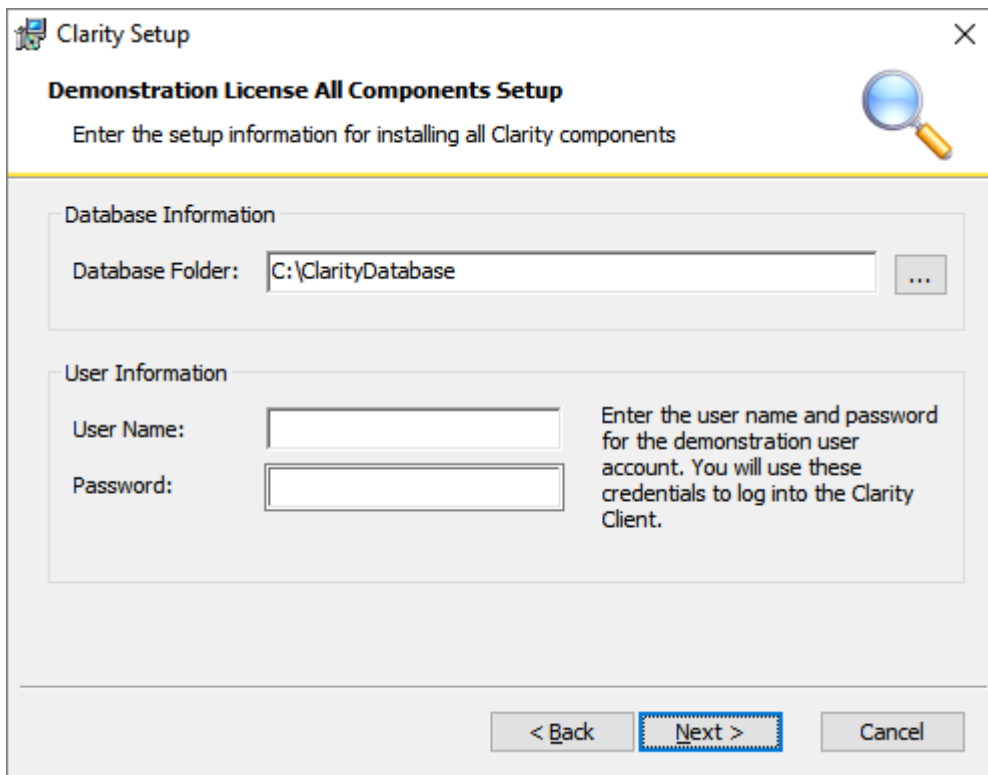 Clarity Setup
Demonstration License All Components Setup
Enter the setup information for installing all Clarity components
Database Information
Database Folder:
C:\ClarityDatabase
...
User Information
User Name:
Password:
Enter the user name and password
for the demonstration user
account. You will use these
credentials to log into the Clarity
Client.
< Back
Next >
Cancel